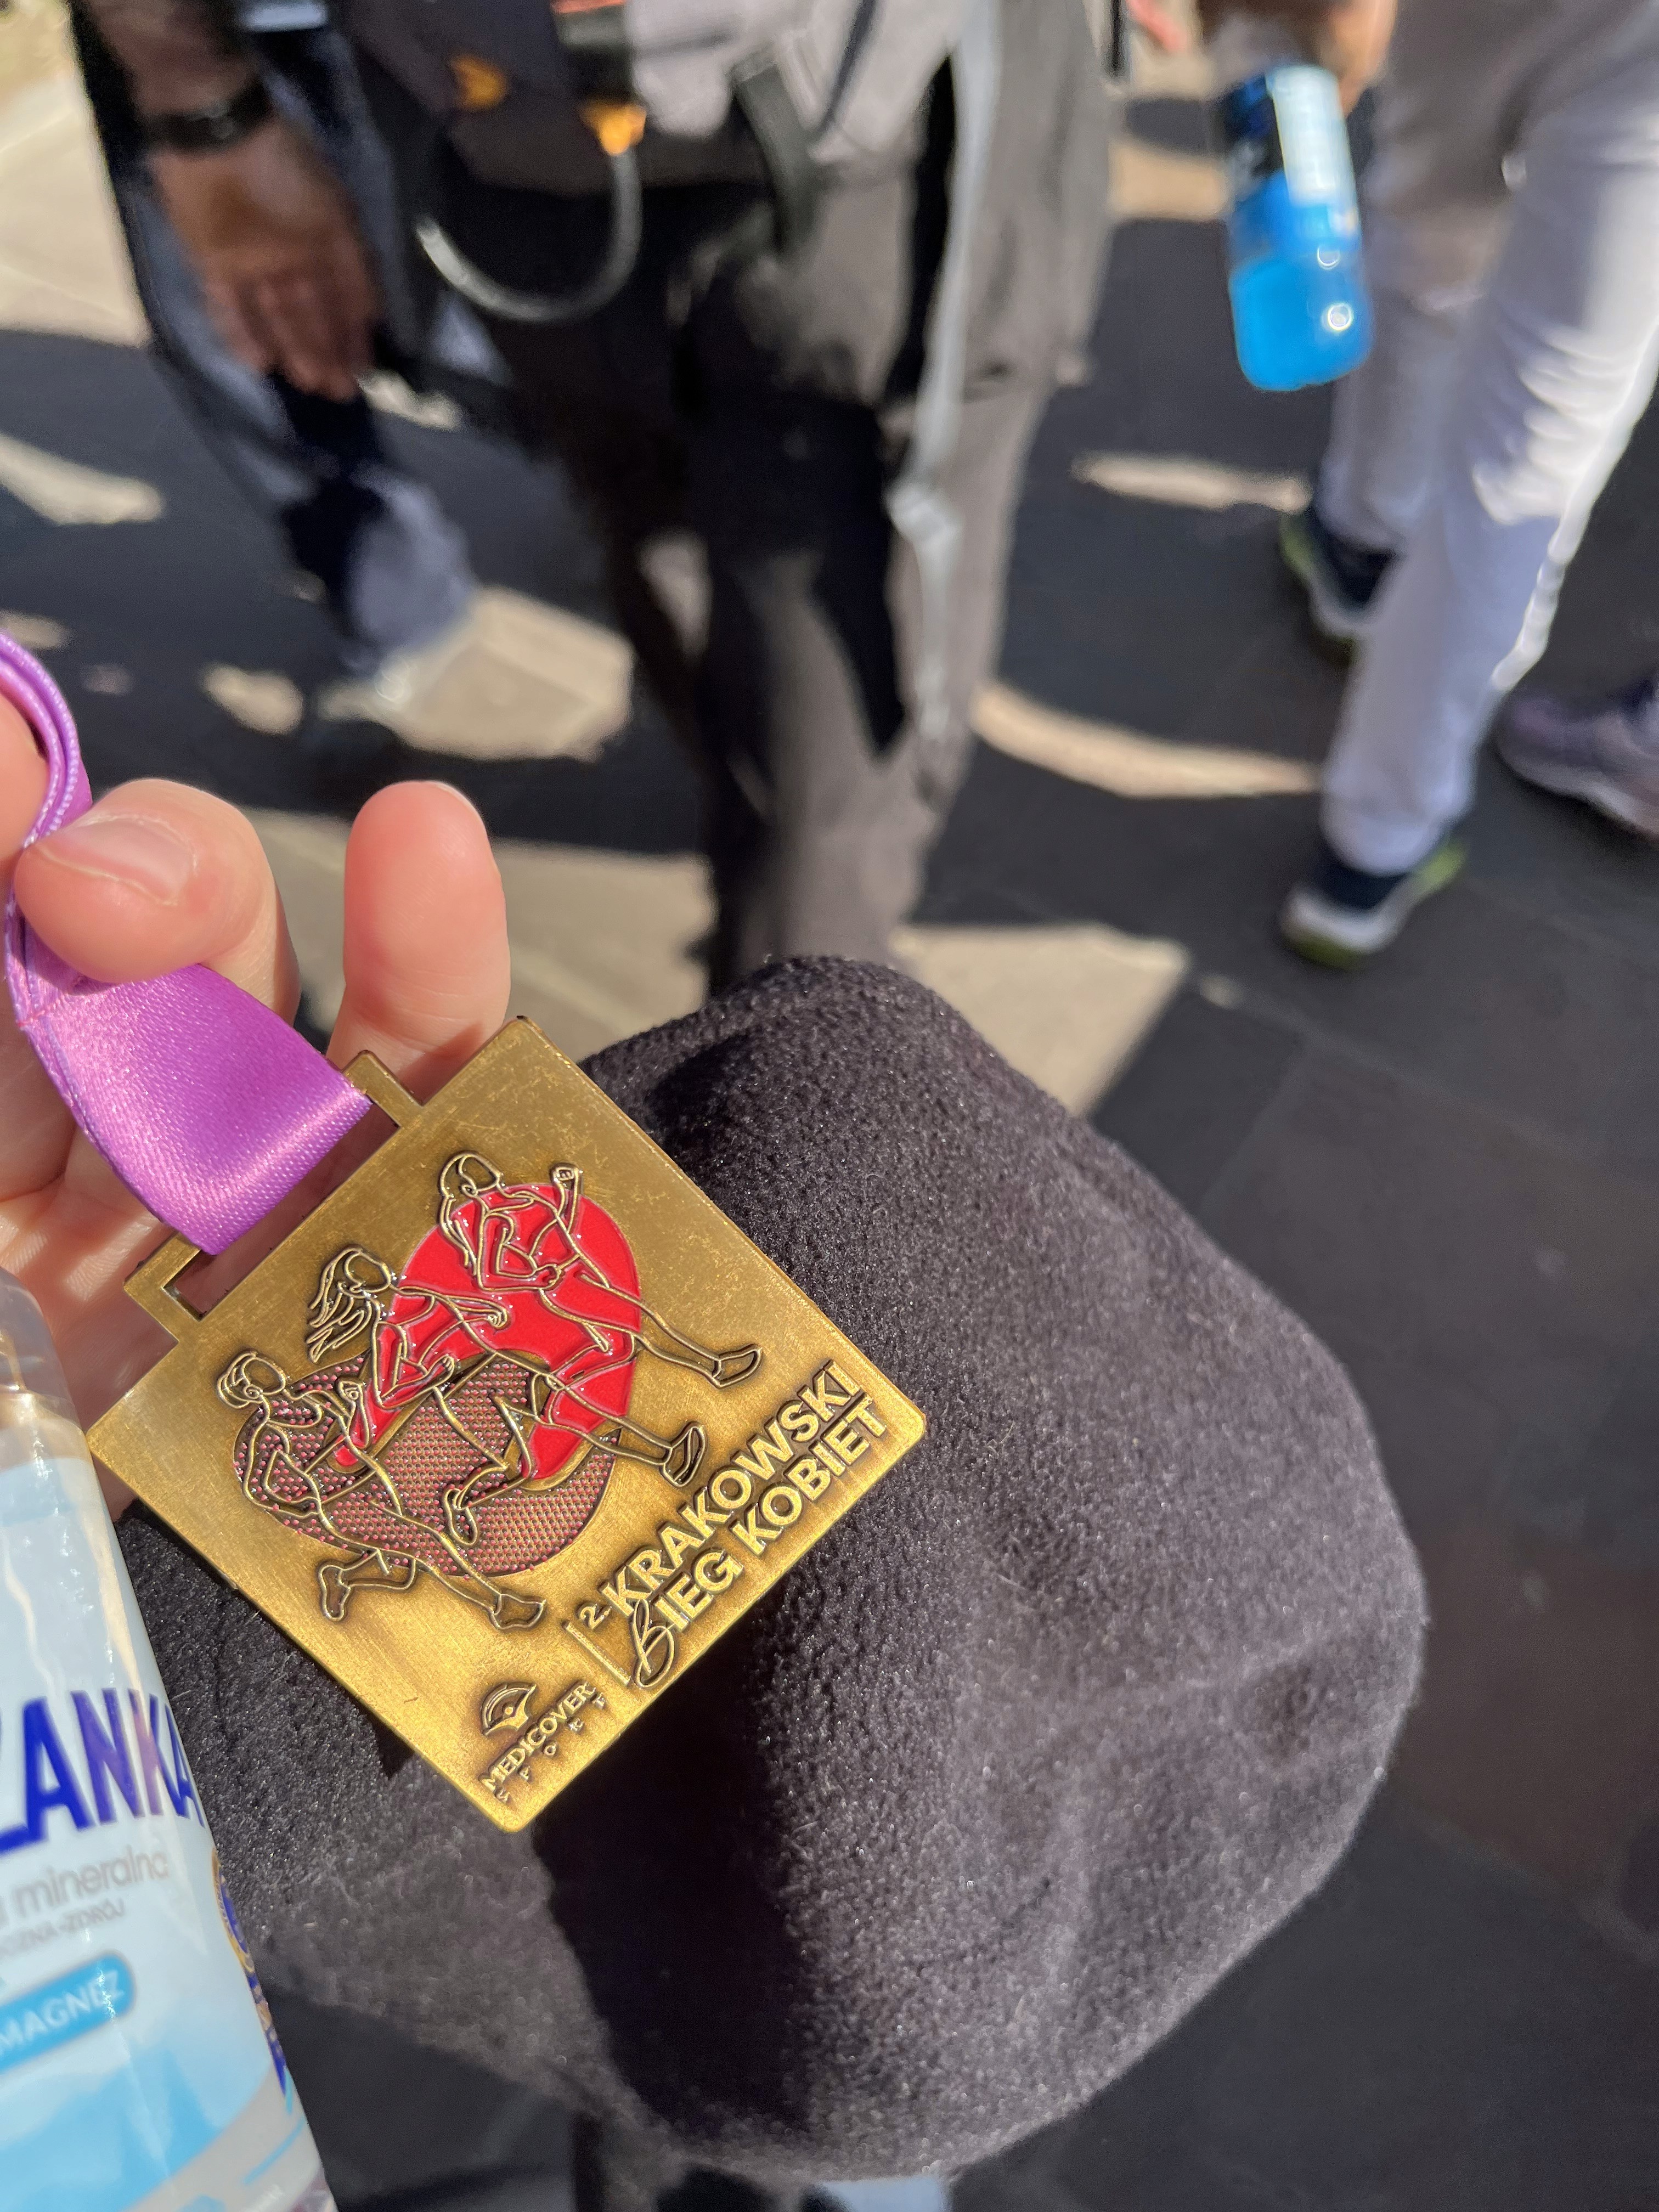 2. KRAKOWSKI
BIEG KOBIET
MEDICOVER
SPORT
ZANKA
mineralna
MAGNEZ